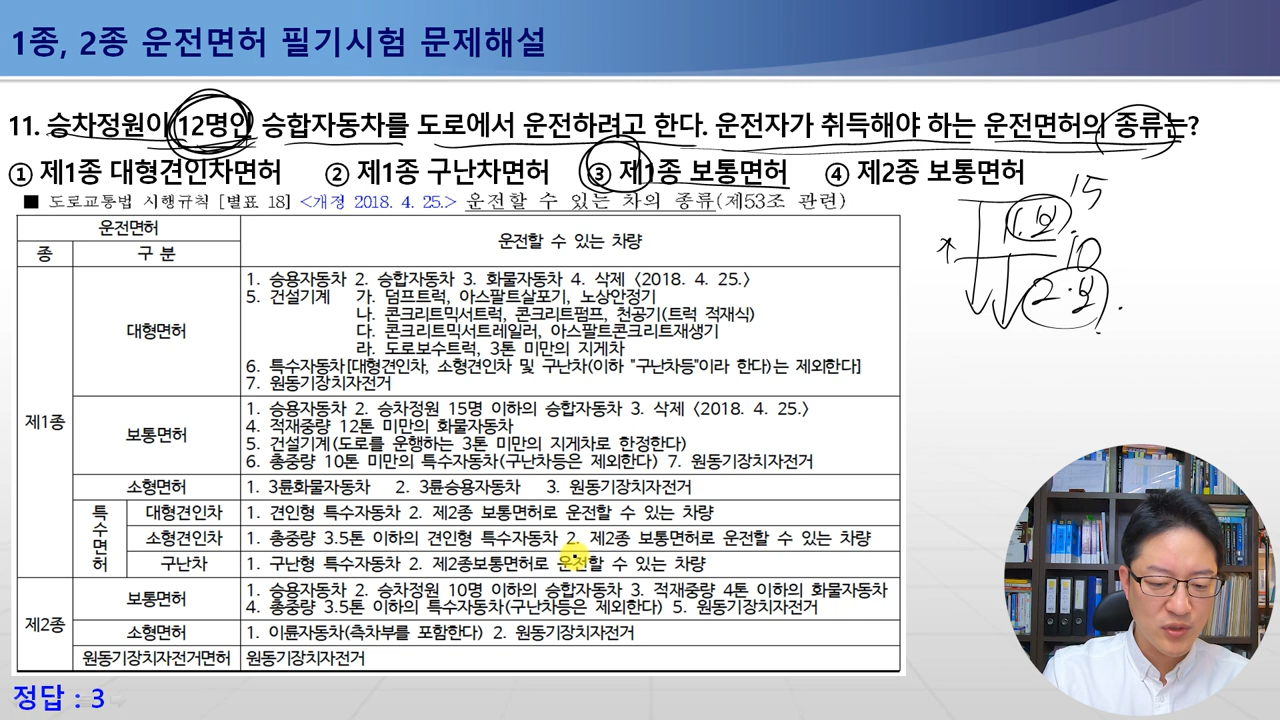 1종, 2종 운전면허 필기시험 문제해설
11. 승차정원이 12명인 승합자동차를 도로에서 운전하려고 한다. 운전자가 취득해야 하는 운전면허의 종류는?
① 제1종 대형견인차면허 ② 제1종 구난차면허 ③ 제1종 보통면허 ④ 제2종 보통면허
■ 도로교통법 시행규칙 [별표 18] <개정 2018. 4. 25.> 운전할 수 있는 차의 종류(제53조 관련)
15
1.보.
10
2.보.
운전면허
종 구 분 운전할 수 있는 차량
제1종
대형면허
1. 승용자동차 2. 승합자동차 3. 화물자동차 4. 삭제 <2018. 4. 25.>
5. 건설기계 가. 덤프트럭, 아스팔트살포기, 노상안정기
나. 콘크리트믹서트럭, 콘크리트펌프, 천공기(트럭 적재식)
다. 콘크리트믹서트레일러, 아스팔트콘크리트재생기
라. 도로보수트럭, 3톤 미만의 지게차
6. 특수자동차[대형견인차, 소형견인차 및 구난차(이하 "구난차등"이라 한다)는 제외한다]
7. 원동기장치자전거
보통면허
1. 승용자동차 2. 승차정원 15명 이하의 승합자동차 3. 삭제 <2018. 4. 25.>
4. 적재중량 12톤 미만의 화물자동차
5. 건설기계(도로를 운행하는 3톤 미만의 지게차로 한정한다)
6. 총중량 10톤 미만의 특수자동차(구난차등은 제외한다) 7. 원동기장치자전거
소형면허 1. 3륜화물자동차 2. 3륜승용자동차 3. 원동기장치자전거
특수면허
대형견인차 1. 견인형 특수자동차 2. 제2종 보통면허로 운전할 수 있는 차량
소형견인차 1. 총중량 3.5톤 이하의 견인형 특수자동차 2. 제2종 보통면허로 운전할 수 있는 차량
구난차 1. 구난형 특수자동차 2. 제2종보통면허로 운전할 수 있는 차량
제2종
보통면허
1. 승용자동차 2. 승차정원 10명 이하의 승합자동차 3. 적재중량 4톤 이하의 화물자동차
4. 총중량 3.5톤 이하의 특수자동차(구난차등은 제외한다) 5. 원동기장치자전거
소형면허 1. 이륜자동차(측차부를 포함한다) 2. 원동기장치자전거
원동기장치자전거면허 원동기장치자전거
정답 : 3